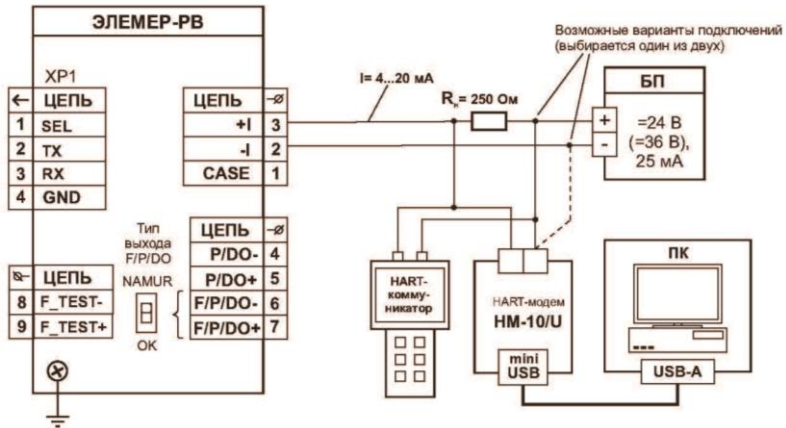 ЭЛЕМЕР-РВ
Возможные варианты подключений
(выбирается один из двух)
XP1
← ЦЕПЬ
1 SEL
2 TX
3 RX
4 GND
ЦЕПЬ
+I 3
-I 2
CASE 1
I= 4...20 мА
Rн= 250 Ом
БП
+
-
=24 В
(=36 В),
25 мА
Тип
выхода
F/P/DO
NAMUR
OK
ЦЕПЬ
P/DO- 4
P/DO+ 5
F/P/DO- 6
F/P/DO+ 7
ЦЕПЬ
8 F_TEST-
9 F_TEST+
HART-
комму-
никатор
HART-модем
HM-10/U
mini
USB
ПК
USB-A